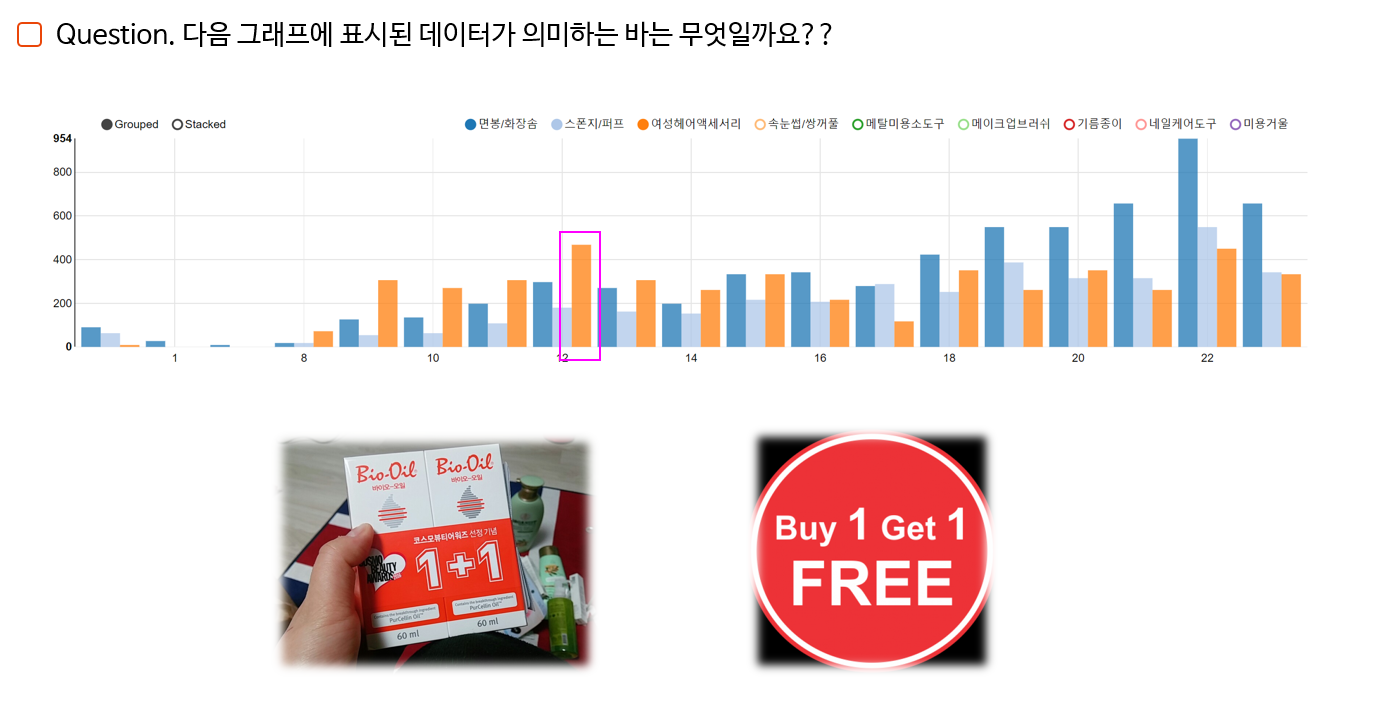 Question. 다음 그래프에 표시된 데이터가 의미하는 바는 무엇일까요? ?
Grouped Stacked 면봉/화장솜 스폰지/퍼프 여성헤어액세서리 속눈썹/쌍꺼풀 메탈미용소도구 메이크업브러쉬 기름종이 네일케어도구 미용거울
954
800
600
400
200
0
1 8 10 12 14 16 18 20 22
Bio-Oil Bio-Oil
바이오-오일 바이오-오일
코스모뷰티어워즈 선정 기념
BEAUTY
AWARDS
1+1
PurCellin Oil PurCellin Oil
60 ml 60 ml
Buy 1 Get 1
FREE